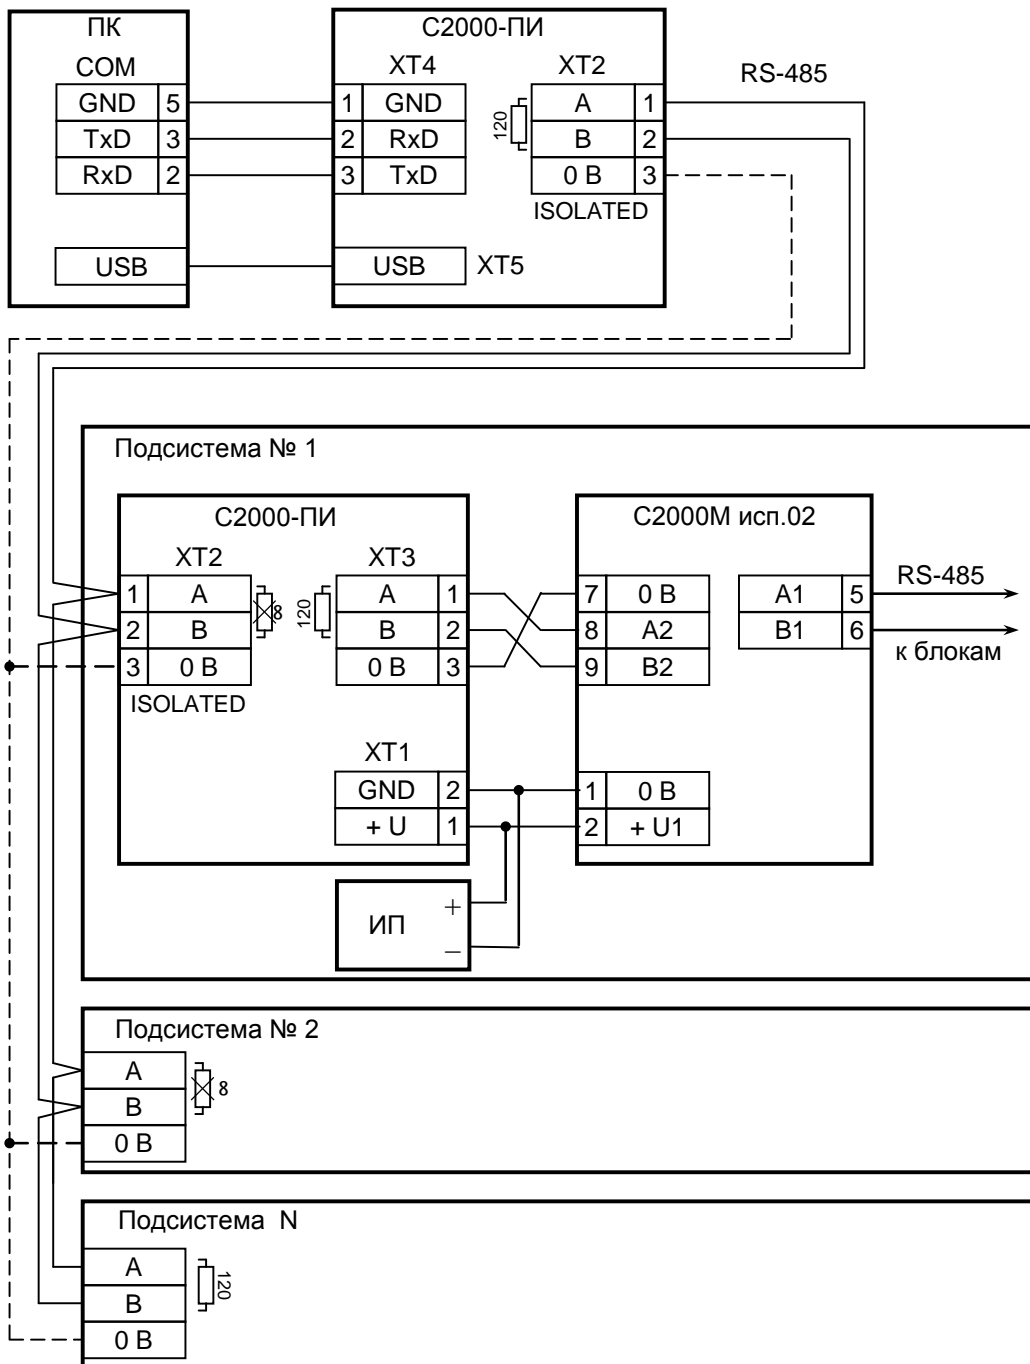 ПК
С2000-ПИ
COM
XT4
XT2
RS-485
GND 5
1 GND
120
A 1
TxD 3
2 RxD
B 2
RxD 2
3 TxD
0 В 3
ISOLATED
USB
USB
XT5
Подсистема № 1
С2000-ПИ
С2000М исп.02
XT2
XT3
RS-485
1 A
8
120
A 1
7 0 В
A1 5
2 B
B 2
8 A2
B1 6
3 0 В
0 В 3
9 B2
к блокам
ISOLATED
XT1
GND 2
1 0 В
+ U 1
2 + U1
ИП
+
–
Подсистема № 2
A
8
B
0 В
Подсистема N
A
120
B
0 В